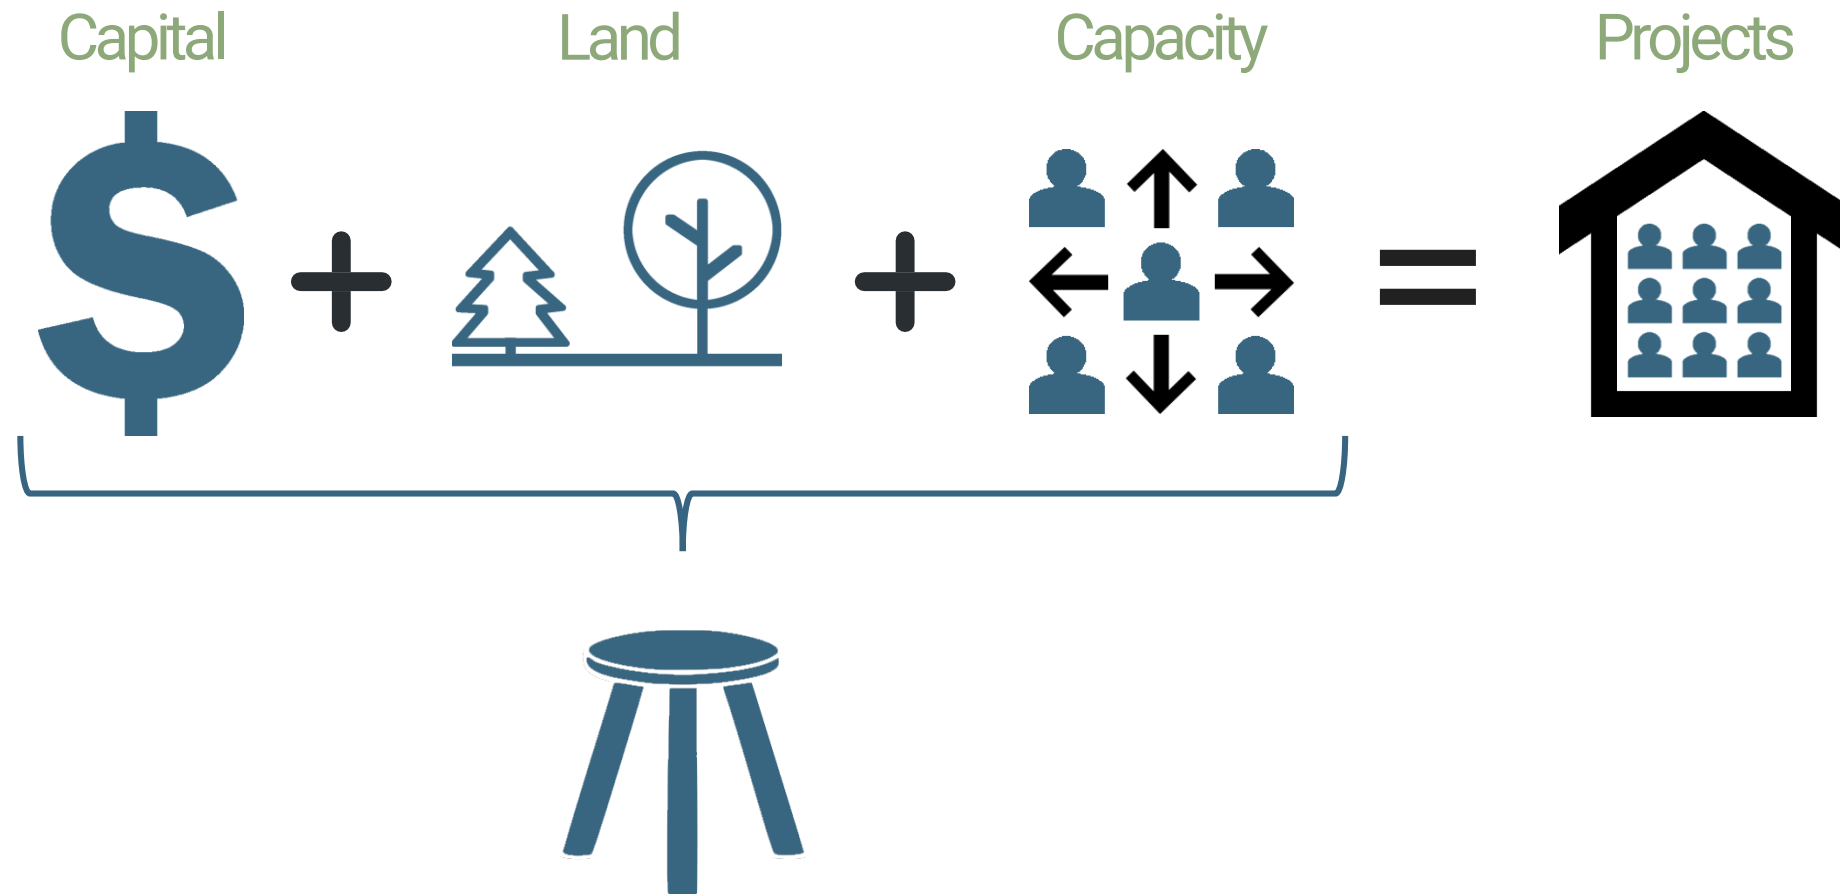 Capital Land Capacity Projects
$ + + =